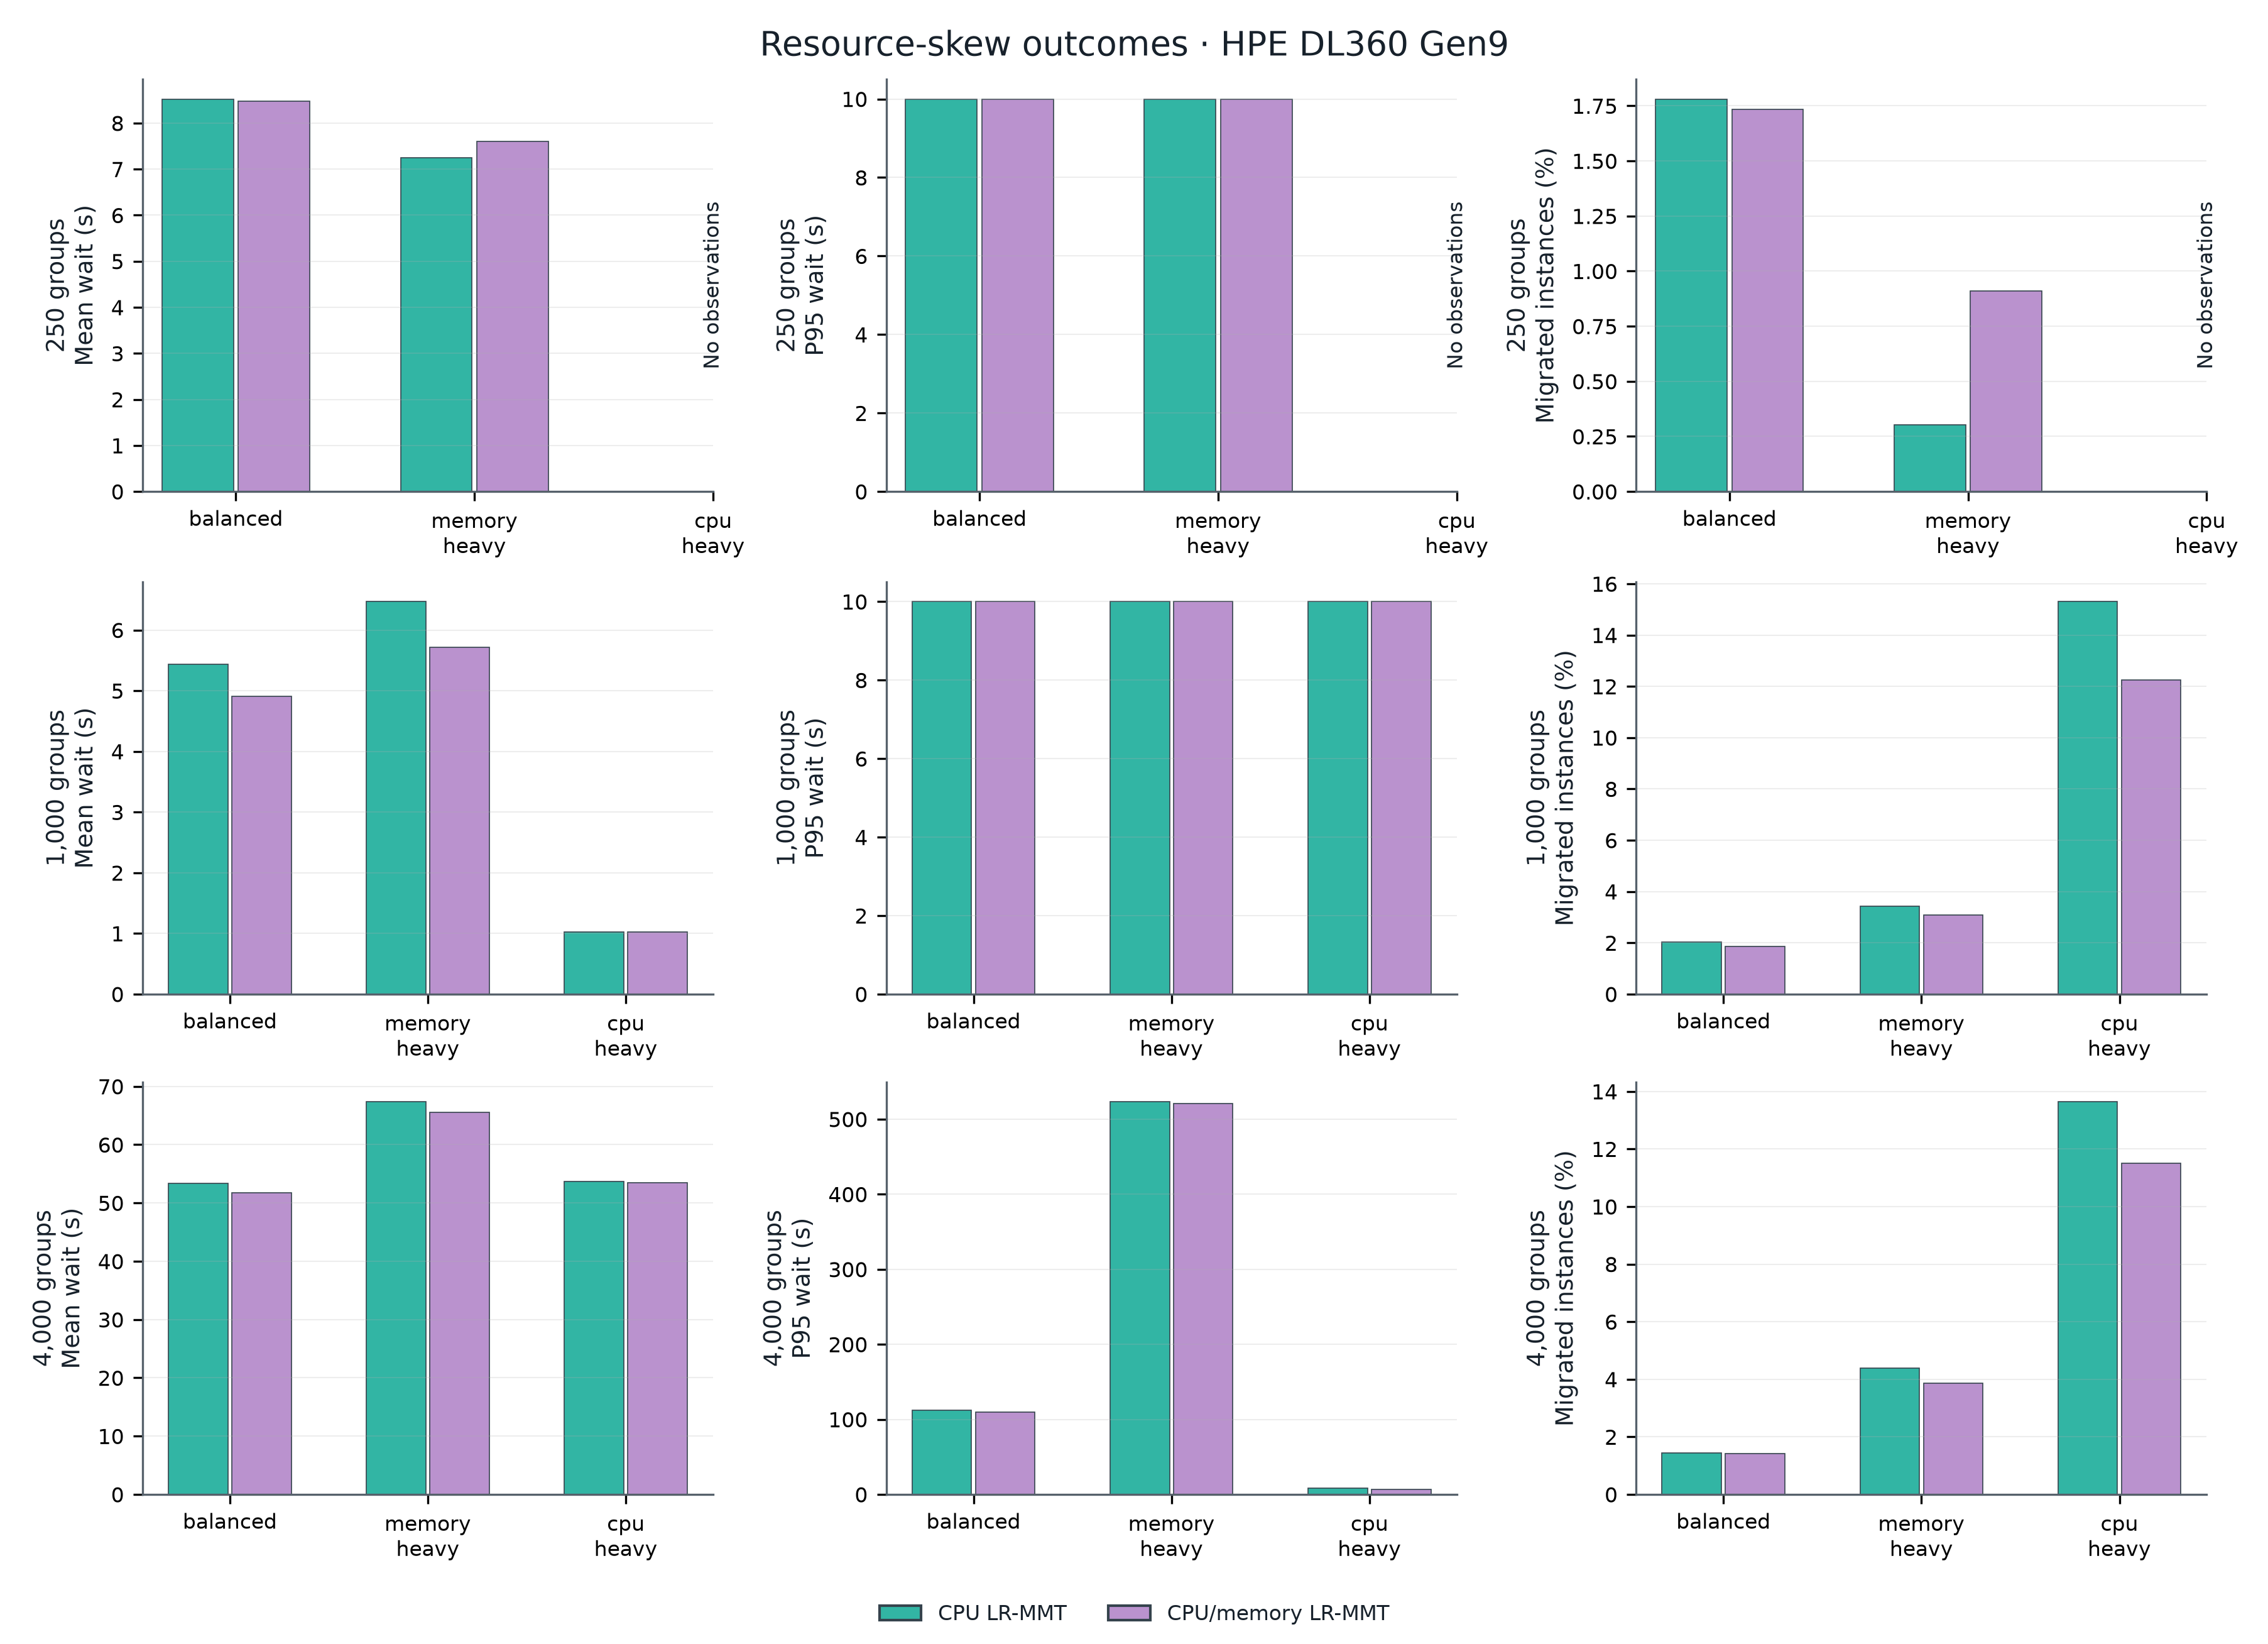 Resource-skew outcomes · HPE DL360 Gen9
250 groups
Mean wait (s)
0
1
2
3
4
5
6
7
8
balanced
memory
heavy
cpu
heavy
No observations
250 groups
P95 wait (s)
0
2
4
6
8
10
balanced
memory
heavy
cpu
heavy
No observations
250 groups
Migrated instances (%)
0.00
0.25
0.50
0.75
1.00
1.25
1.50
1.75
balanced
memory
heavy
cpu
heavy
No observations
1,000 groups
Mean wait (s)
0
1
2
3
4
5
6
balanced
memory
heavy
cpu
heavy
1,000 groups
P95 wait (s)
0
2
4
6
8
10
balanced
memory
heavy
cpu
heavy
1,000 groups
Migrated instances (%)
0
2
4
6
8
10
12
14
16
balanced
memory
heavy
cpu
heavy
4,000 groups
Mean wait (s)
0
10
20
30
40
50
60
70
balanced
memory
heavy
cpu
heavy
4,000 groups
P95 wait (s)
0
100
200
300
400
500
balanced
memory
heavy
cpu
heavy
4,000 groups
Migrated instances (%)
0
2
4
6
8
10
12
14
balanced
memory
heavy
cpu
heavy
CPU LR-MMT
CPU/memory LR-MMT